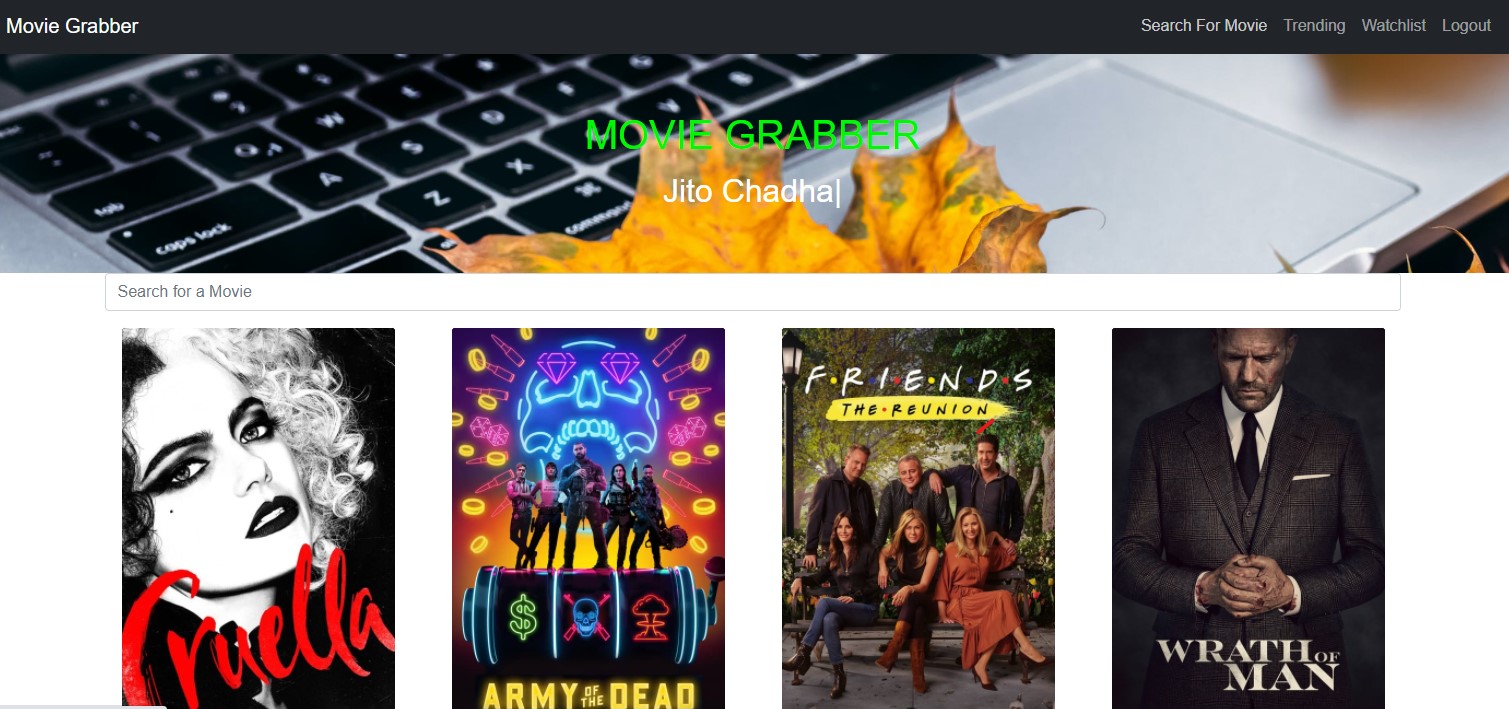 Movie Grabber
Search For Movie Trending Watchlist Logout
MOVIE GRABBER
Jito Chadha|
W
S
A
Z
X
tab
caps lock
command
Search for a Movie
Cruella
ARMY OF THE DEAD
$
F•R•I•E•N•D•S
THE•REUNION
WRATH OF
MAN